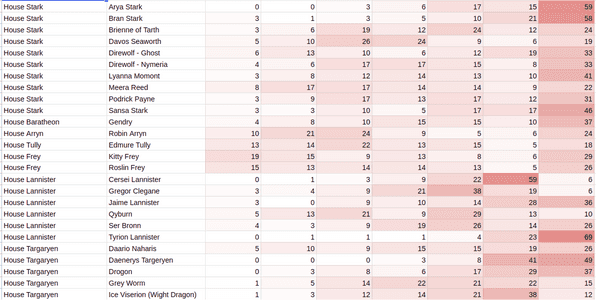 House Stark Arya Stark 0 0 3 6 17 15 59
House Stark Bran Stark 3 1 3 5 10 21 58
House Stark Brienne of Tarth 3 6 19 12 24 12 24
House Stark Davos Seaworth 5 10 26 24 9 6 19
House Stark Direwolf - Ghost 6 13 10 6 12 19 33
House Stark Direwolf - Nymeria 4 6 17 17 15 8 33
House Stark Lyanna Momont 3 8 12 14 13 10 41
House Stark Meera Reed 8 17 17 14 14 9 22
House Stark Podrick Payne 3 9 17 13 17 12 31
House Stark Sansa Stark 3 3 10 5 17 17 46
House Baratheon Gendry 4 8 10 15 15 10 37
House Arryn Robin Arryn 10 21 24 9 5 6 24
House Tully Edmure Tully 13 14 22 13 15 5 18
House Frey Kitty Frey 19 15 9 13 8 6 29
House Frey Roslin Frey 15 13 14 14 13 5 26
House Lannister Cersei Lannister 0 1 3 9 22 59 6
House Lannister Gregor Clegane 3 4 9 21 38 19 6
House Lannister Jaime Lannister 3 0 9 10 14 28 36
House Lannister Qyburn 5 13 21 9 29 13 10
House Lannister Ser Bronn 4 3 9 19 26 14 26
House Lannister Tyrion Lannister 0 1 1 1 4 23 69
House Targaryen Daario Naharis 5 10 9 15 15 19 26
House Targaryen Daenerys Targeryen 0 0 0 3 8 41 49
House Targaryen Drogon 0 3 8 6 17 29 37
House Targaryen Grey Worm 1 5 14 22 21 22 15
House Targaryen Ice Viserion (Wight Dragon) 1 3 12 14 21 38 12